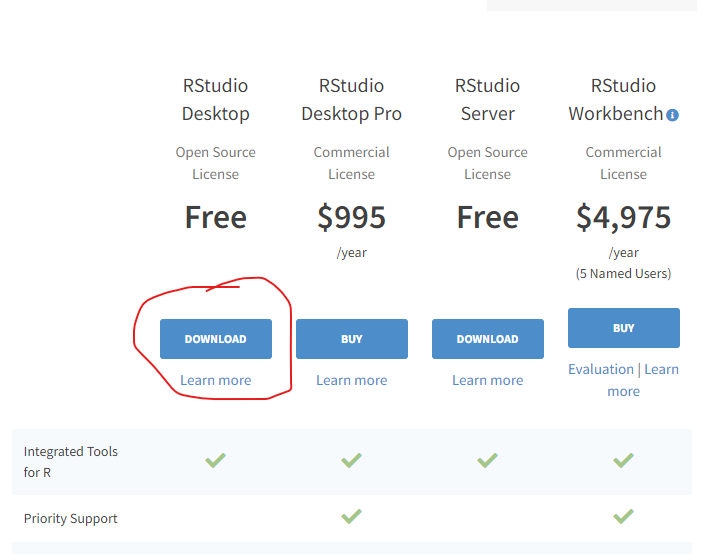 RStudio
Desktop
RStudio
Desktop Pro
RStudio
Server
RStudio
Workbench
Open Source
License
Commercial
License
Open Source
License
Commercial
License
Free
$995
/year
Free
$4,975
/year
(5 Named Users)
DOWNLOAD
Learn more
BUY
Learn more
DOWNLOAD
Learn more
BUY
Evaluation | Learn
more
Integrated Tools
for R
Priority Support